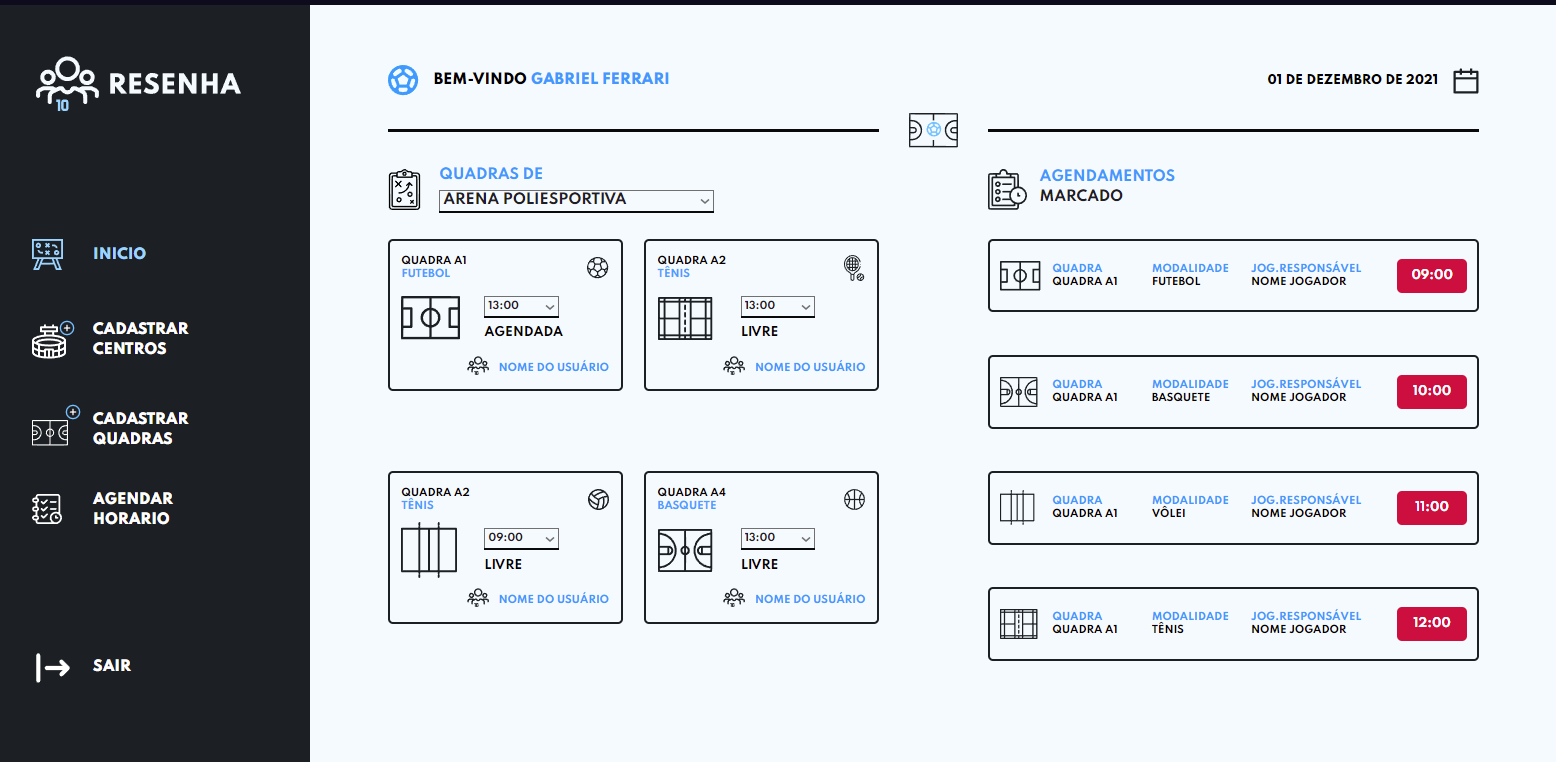 RESENHA
10
INICIO
CADASTRAR
CENTROS
CADASTRAR
QUADRAS
AGENDAR
HORARIO
SAIR
BEM-VINDO GABRIEL FERRARI
01 DE DEZEMBRO DE 2021
QUADRAS DE
ARENA POLIESPORTIVA
QUADRA A1
FUTEBOL
13:00
AGENDADA
NOME DO USUÁRIO
QUADRA A2
TÊNIS
13:00
LIVRE
NOME DO USUÁRIO
QUADRA A2
TÊNIS
09:00
LIVRE
NOME DO USUÁRIO
QUADRA A4
BASQUETE
13:00
LIVRE
NOME DO USUÁRIO
AGENDAMENTOS
MARCADO
QUADRA MODALIDADE JOG.RESPONSÁVEL
QUADRA A1 FUTEBOL NOME JOGADOR
09:00
QUADRA MODALIDADE JOG.RESPONSÁVEL
QUADRA A1 BASQUETE NOME JOGADOR
10:00
QUADRA MODALIDADE JOG.RESPONSÁVEL
QUADRA A1 VÔLEI NOME JOGADOR
11:00
QUADRA MODALIDADE JOG.RESPONSÁVEL
QUADRA A1 TÊNIS NOME JOGADOR
12:00